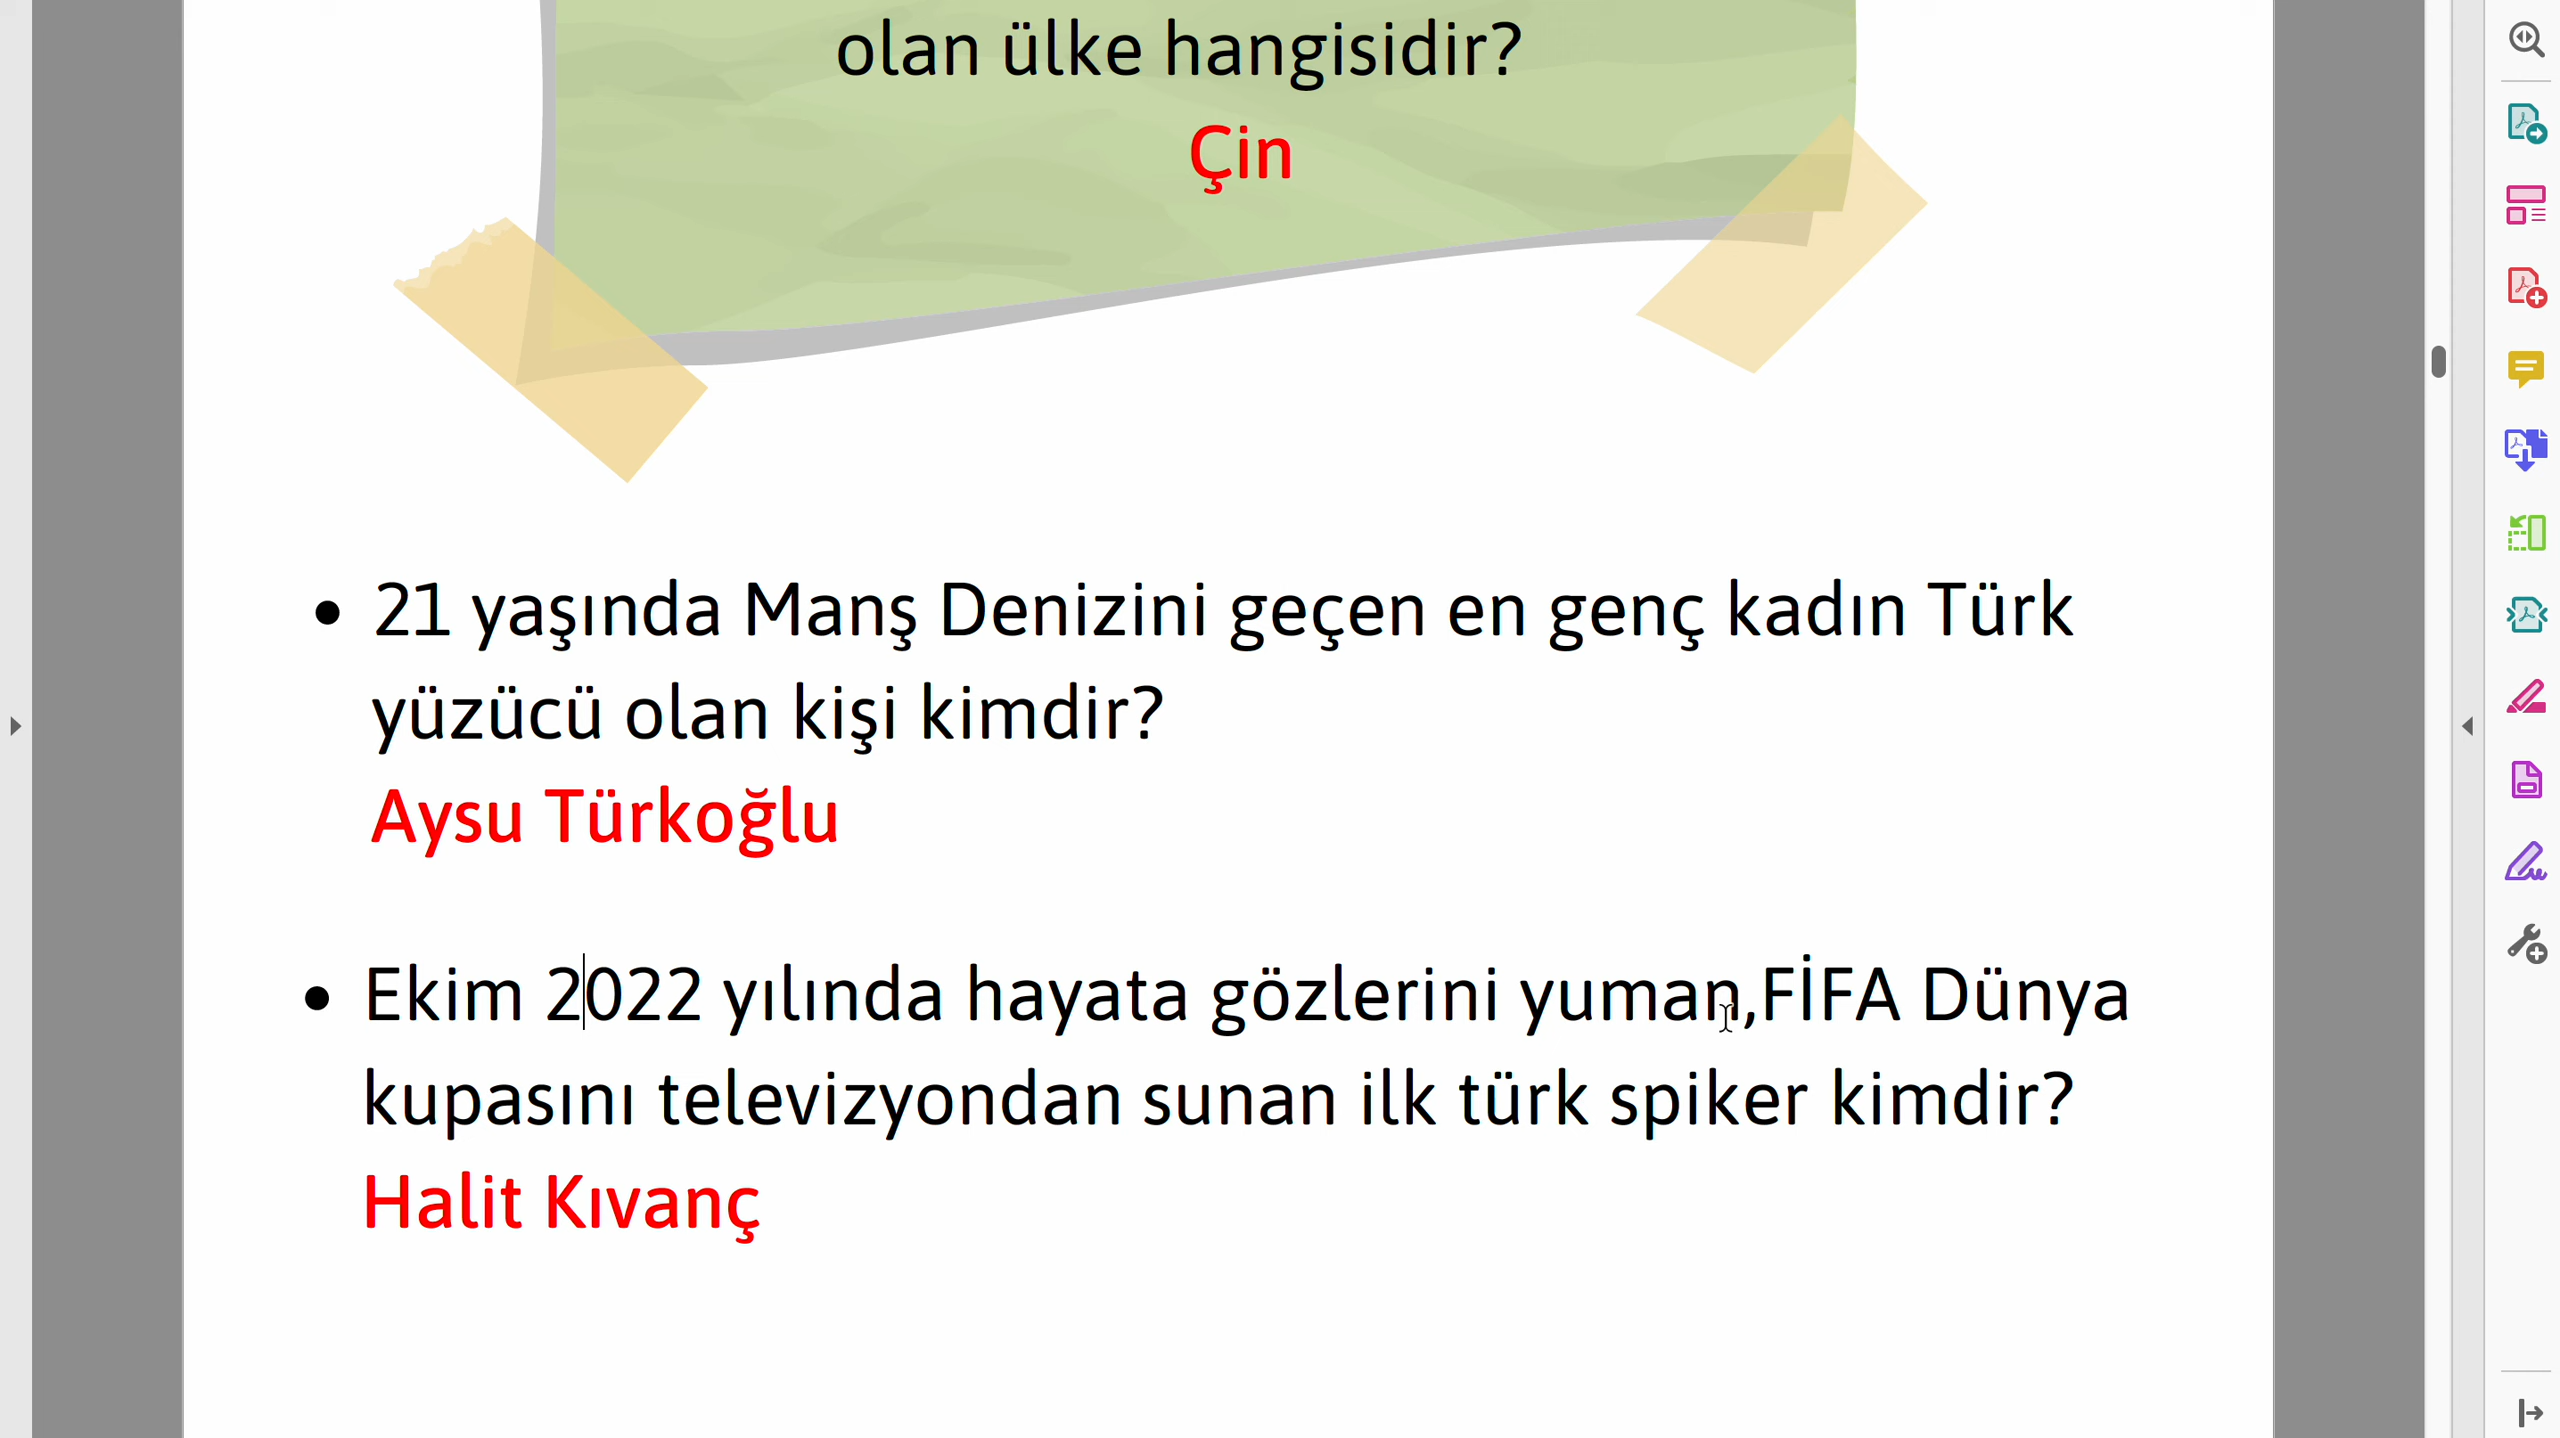 olan ülke hangisidir?
Çin
• 21 yaşında Manş Denizini geçen en genç kadın Türk
yüzücü olan kişi kimdir?
Aysu Türkoğlu
• Ekim 2022 yılında hayata gözlerini yuman,FİFA Dünya
kupasını televizyondan sunan ilk türk spiker kimdir?
Halit Kıvanç